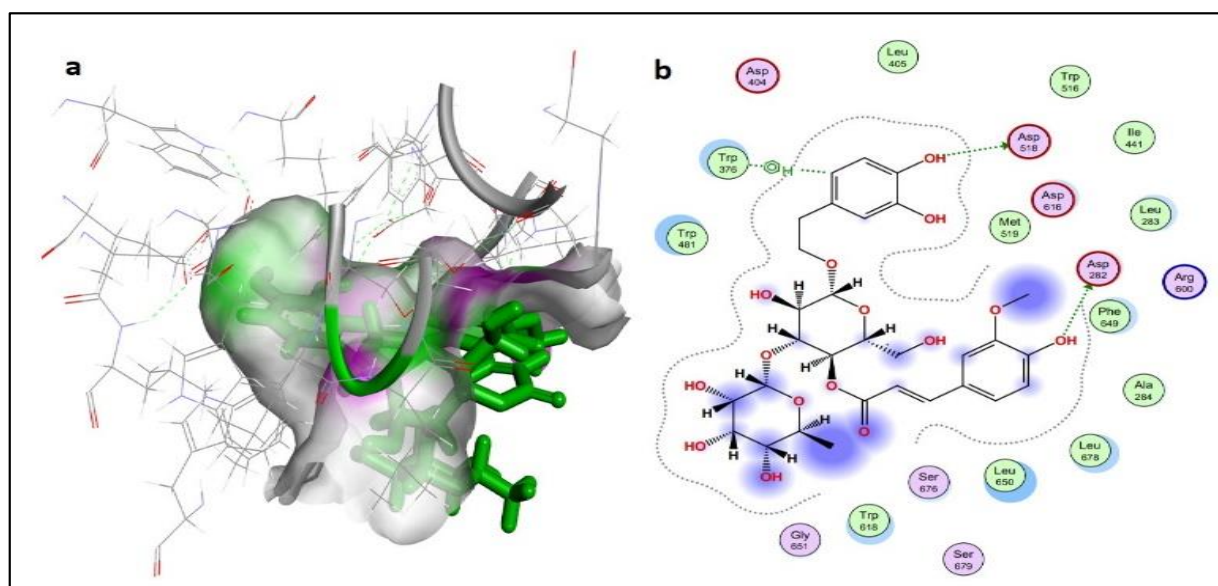 a
b
Asp
404
Leu
405
Trp
516
Ile
441
Asp
518
Trp
376
H
OH
OH
Asp
616
Met
519
Leu
283
Trp
481
O
Asp
282
Arg
600
H
H
HO
O
H
O
Phe
649
OH
H
OH
O
H
H
O
HO
O
H
O
Ala
284
HO
H
HO
H
OH
Leu
678
Ser
676
Leu
650
Trp
618
Gly
651
Ser
679